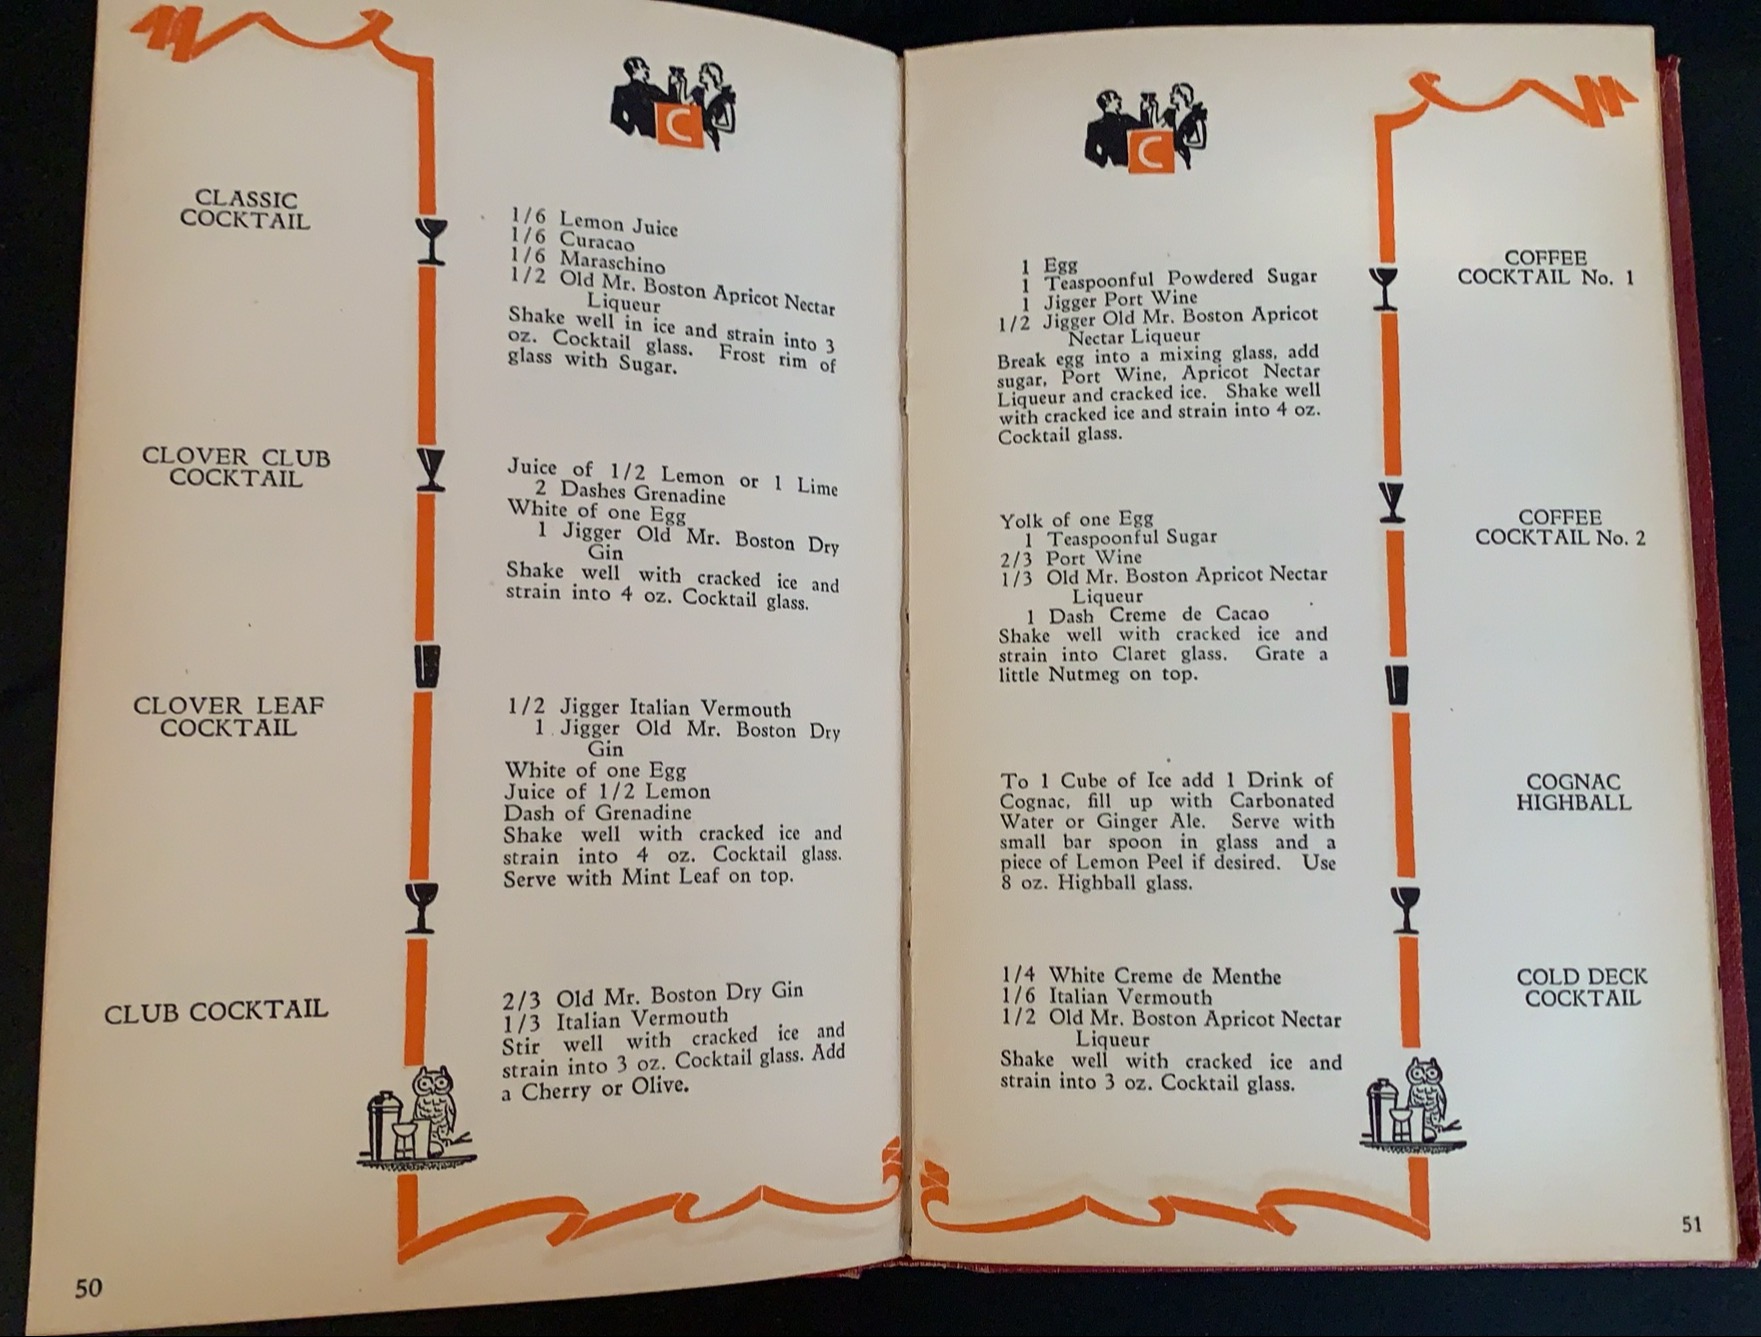 C
CLASSIC
COCKTAIL
1/6 Lemon Juice
1/6 Curacao
1/6 Maraschino
1/2 Old Mr. Boston Apricot Nectar
Liqueur
Shake well in ice and strain into 3
oz. Cocktail glass. Frost rim of
glass with Sugar.
CLOVER CLUB
COCKTAIL
Juice of 1/2 Lemon or 1 Lime
2 Dashes Grenadine
White of one Egg
1 Jigger Old Mr. Boston Dry
Gin
Shake well with cracked ice and
strain into 4 oz. Cocktail glass.
CLOVER LEAF
COCKTAIL
1/2 Jigger Italian Vermouth
1 Jigger Old Mr. Boston Dry
Gin
White of one Egg
Juice of 1/2 Lemon
Dash of Grenadine
Shake well with cracked ice and
strain into 4 oz. Cocktail glass.
Serve with Mint Leaf on top.
CLUB COCKTAIL
2/3 Old Mr. Boston Dry Gin
1/3 Italian Vermouth
Stir well with cracked ice and
strain into 3 oz. Cocktail glass. Add
a Cherry or Olive.
50
C
COFFEE
COCKTAIL No. 1
1 Egg
1 Teaspoonful Powdered Sugar
1 Jigger Port Wine
1/2 Jigger Old Mr. Boston Apricot
Nectar Liqueur
Break egg into a mixing glass, add
sugar, Port Wine, Apricot Nectar
Liqueur and cracked ice. Shake well
with cracked ice and strain into 4 oz.
Cocktail glass.
COFFEE
COCKTAIL No. 2
Yolk of one Egg
1 Teaspoonful Sugar
2/3 Port Wine
1/3 Old Mr. Boston Apricot Nectar
Liqueur
1 Dash Creme de Cacao
Shake well with cracked ice and
strain into Claret glass. Grate a
little Nutmeg on top.
COGNAC
HIGHBALL
To 1 Cube of Ice add 1 Drink of
Cognac, fill up with Carbonated
Water or Ginger Ale. Serve with
small bar spoon in glass and a
piece of Lemon Peel if desired. Use
8 oz. Highball glass.
COLD DECK
COCKTAIL
1/4 White Creme de Menthe
1/6 Italian Vermouth
1/2 Old Mr. Boston Apricot Nectar
Liqueur
Shake well with cracked ice and
strain into 3 oz. Cocktail glass.
51